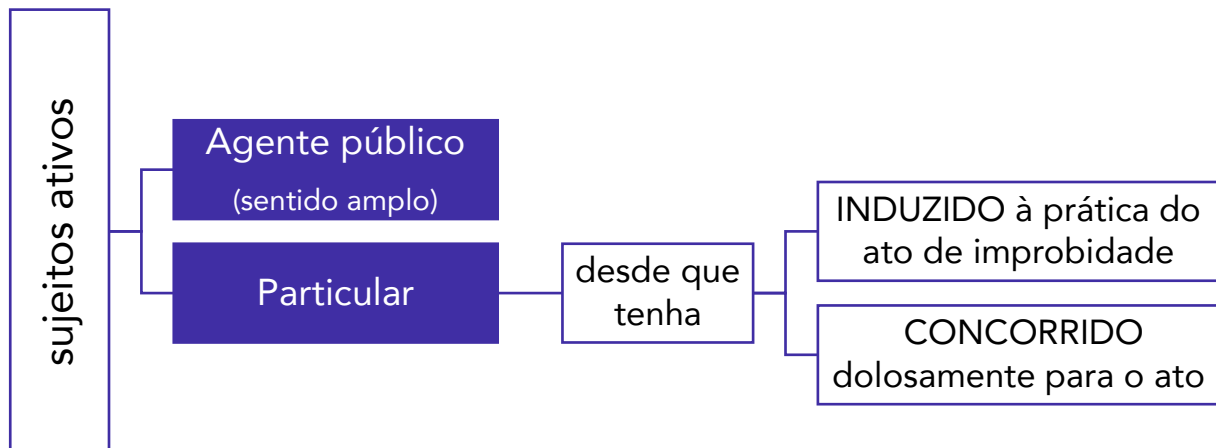 sujeitos ativos
Agente público
(sentido amplo)
Particular
desde que
tenha
INDUZIDO à prática do
ato de improbidade
CONCORRIDO
dolosamente para o ato